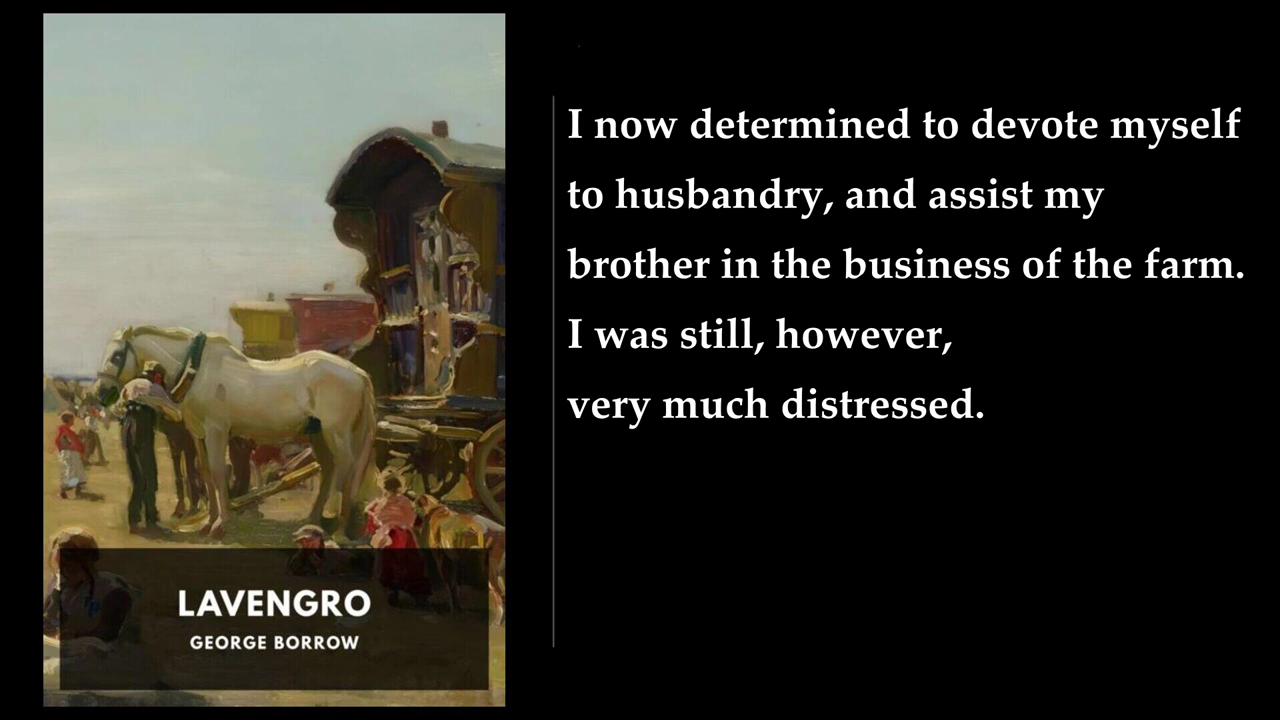 LAVENGRO
GEORGE BORROW
I now determined to devote myself
to husbandry, and assist my
brother in the business of the farm.
I was still, however,
very much distressed.